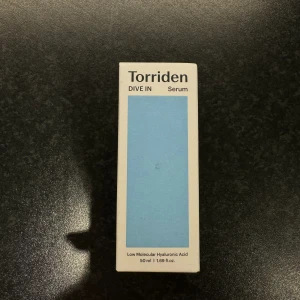 Torriden
DIVE IN Serum
Low Molecular Hyaluronic Acid
50 ml / 1.69 fl. oz.